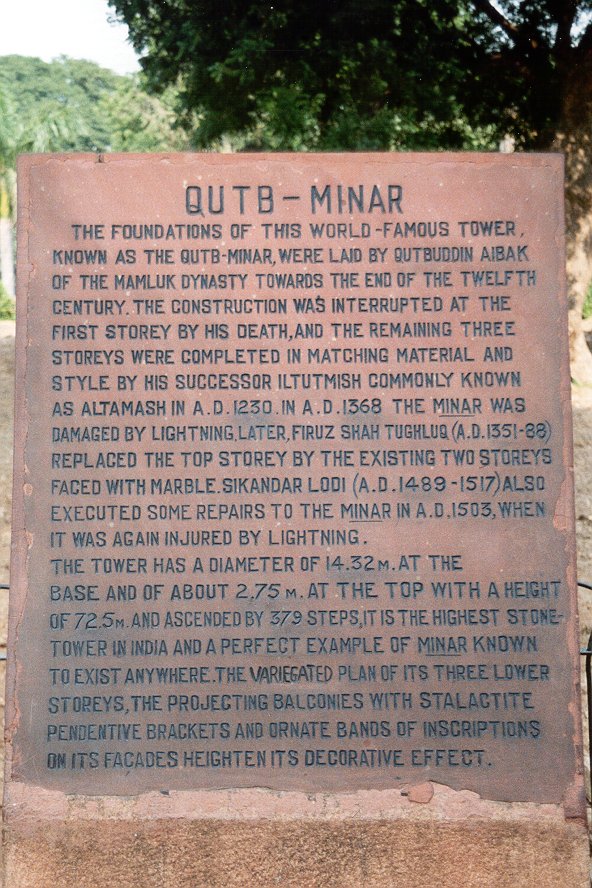 QUTB-MINAR
THE FOUNDATIONS OF THIS WORLD-FAMOUS TOWER,
KNOWN AS THE QUTB-MINAR, WERE LAID BY QUTBUDDIN AIBAK
OF THE MAMLUK DYNASTY TOWARDS THE END OF THE TWELFTH
CENTURY. THE CONSTRUCTION WAS INTERRUPTED AT THE
FIRST STOREY BY HIS DEATH, AND THE REMAINING THREE
STOREYS WERE COMPLETED IN MATCHING MATERIAL AND
STYLE BY HIS SUCCESSOR ILTUTMISH COMMONLY KNOWN
AS ALTAMASH IN A.D. 1230. IN A.D. 1368 THE MINAR WAS
DAMAGED BY LIGHTNING. LATER, FIRUZ SHAH TUGHLUQ (A.D. 1351-88)
REPLACED THE TOP STOREY BY THE EXISTING TWO STOREYS
FACED WITH MARBLE. SIKANDAR LODI (A.D. 1489-1517) ALSO
EXECUTED SOME REPAIRS TO THE MINAR IN A.D. 1503, WHEN
IT WAS AGAIN INJURED BY LIGHTNING.
THE TOWER HAS A DIAMETER OF 14.32 M. AT THE
BASE AND OF ABOUT 2.75 M. AT THE TOP WITH A HEIGHT
OF 72.5 M. AND ASCENDED BY 379 STEPS, IT IS THE HIGHEST STONE-
TOWER IN INDIA AND A PERFECT EXAMPLE OF MINAR KNOWN
TO EXIST ANYWHERE. THE VARIEGATED PLAN OF ITS THREE LOWER
STOREYS, THE PROJECTING BALCONIES WITH STALACTITE
PENDENTIVE BRACKETS AND ORNATE BANDS OF INSCRIPTIONS
ON ITS FACADES HEIGHTEN ITS DECORATIVE EFFECT.